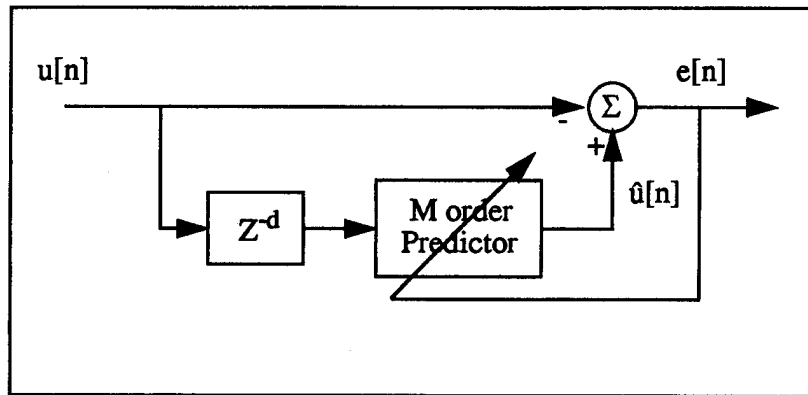 u[n]
e[n]
Σ
-
+
û[n]
Z-d
M order
Predictor